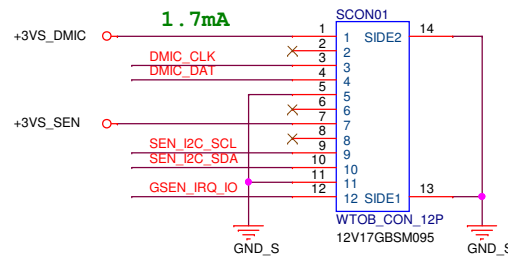 1.7mA
SCON01
+3VS_DMIC
1 1 SIDE2 14
2 2
DMIC_CLK 3 3
DMIC_DAT 4 4
5 5
6 6
+3VS_SEN 7 7
8 8
SEN_I2C_SCL 9 9
SEN_I2C_SDA 10 10
11 11
GSEN_IRQ_IO 12 12 SIDE1 13
WTOB_CON_12P
12V17GBSM095
GND_S GND_S